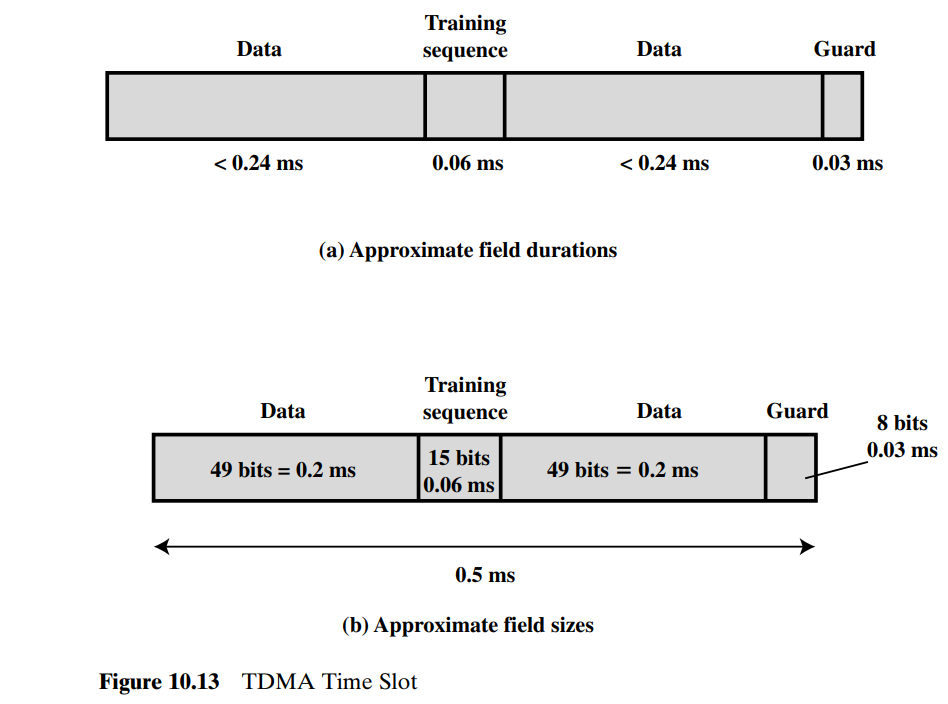 Training
Data sequence Data Guard
< 0.24 ms 0.06 ms < 0.24 ms 0.03 ms
(a) Approximate field durations
Training
Data sequence Data Guard
8 bits
0.03 ms
49 bits = 0.2 ms
15 bits
0.06 ms
49 bits = 0.2 ms
0.5 ms
(b) Approximate field sizes
Figure 10.13 TDMA Time Slot